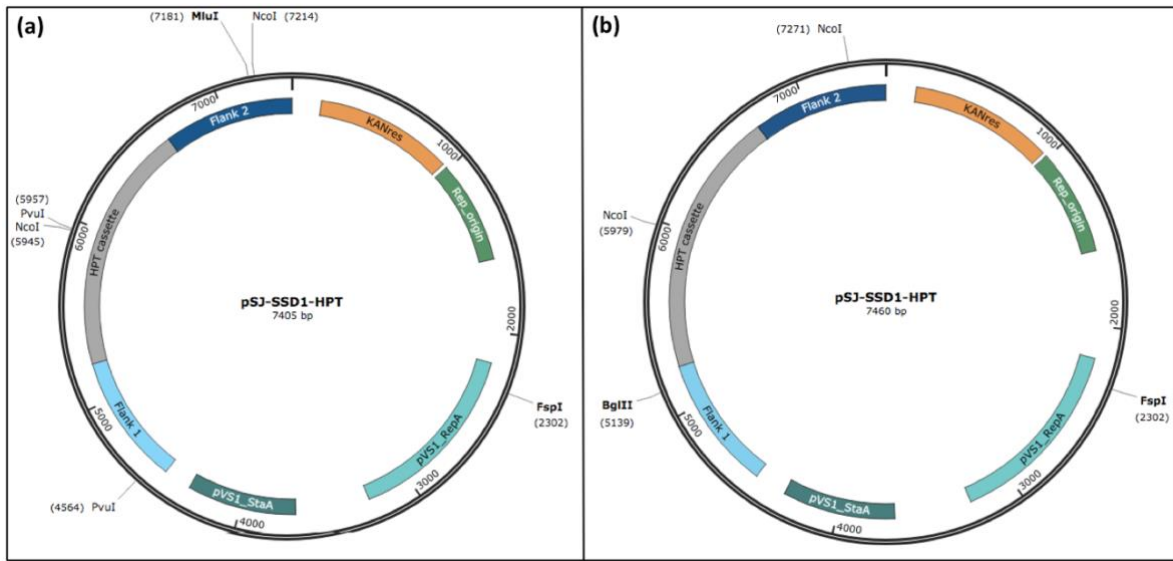 (a)
(7181) MluI NcoI (7214)
7000
Flank 2
KANres
1000
Rep_origin
(5957)
PvuI
NcoI
(5945)
6000
HPT cassette
pSJ-SSD1-HPT
7405 bp
2000
FspI
(2302)
5000
Flank 1
pVS1_RepA
3000
(4564) PvuI
pVS1_StaA
4000
(b)
(7271) NcoI
7000
Flank 2
KANres
1000
Rep_origin
NcoI
(5979)
6000
HPT cassette
pSJ-SSD1-HPT
7460 bp
2000
BglII
(5139)
FspI
(2302)
5000
Flank 1
pVS1_RepA
3000
pVS1_StaA
4000